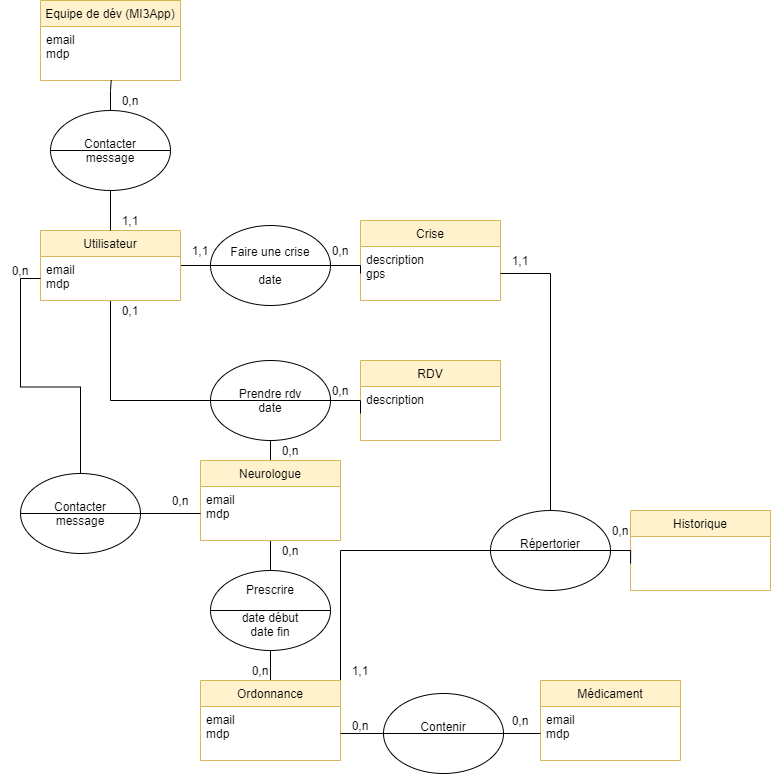 Equipe de dév (MI3App)
email
mdp
0,n
Contacter
message
1,1
Utilisateur
email
mdp
0,n
0,1
1,1
Faire une crise
date
0,n
Crise
description
gps
1,1
Prendre rdv
date
0,n
RDV
description
0,n
Neurologue
email
mdp
Contacter
message
0,n
0,n
Répertorier
0,n
Historique
Prescrire
date début
date fin
0,n
1,1
Ordonnance
email
mdp
0,n
Contenir
0,n
Médicament
email
mdp